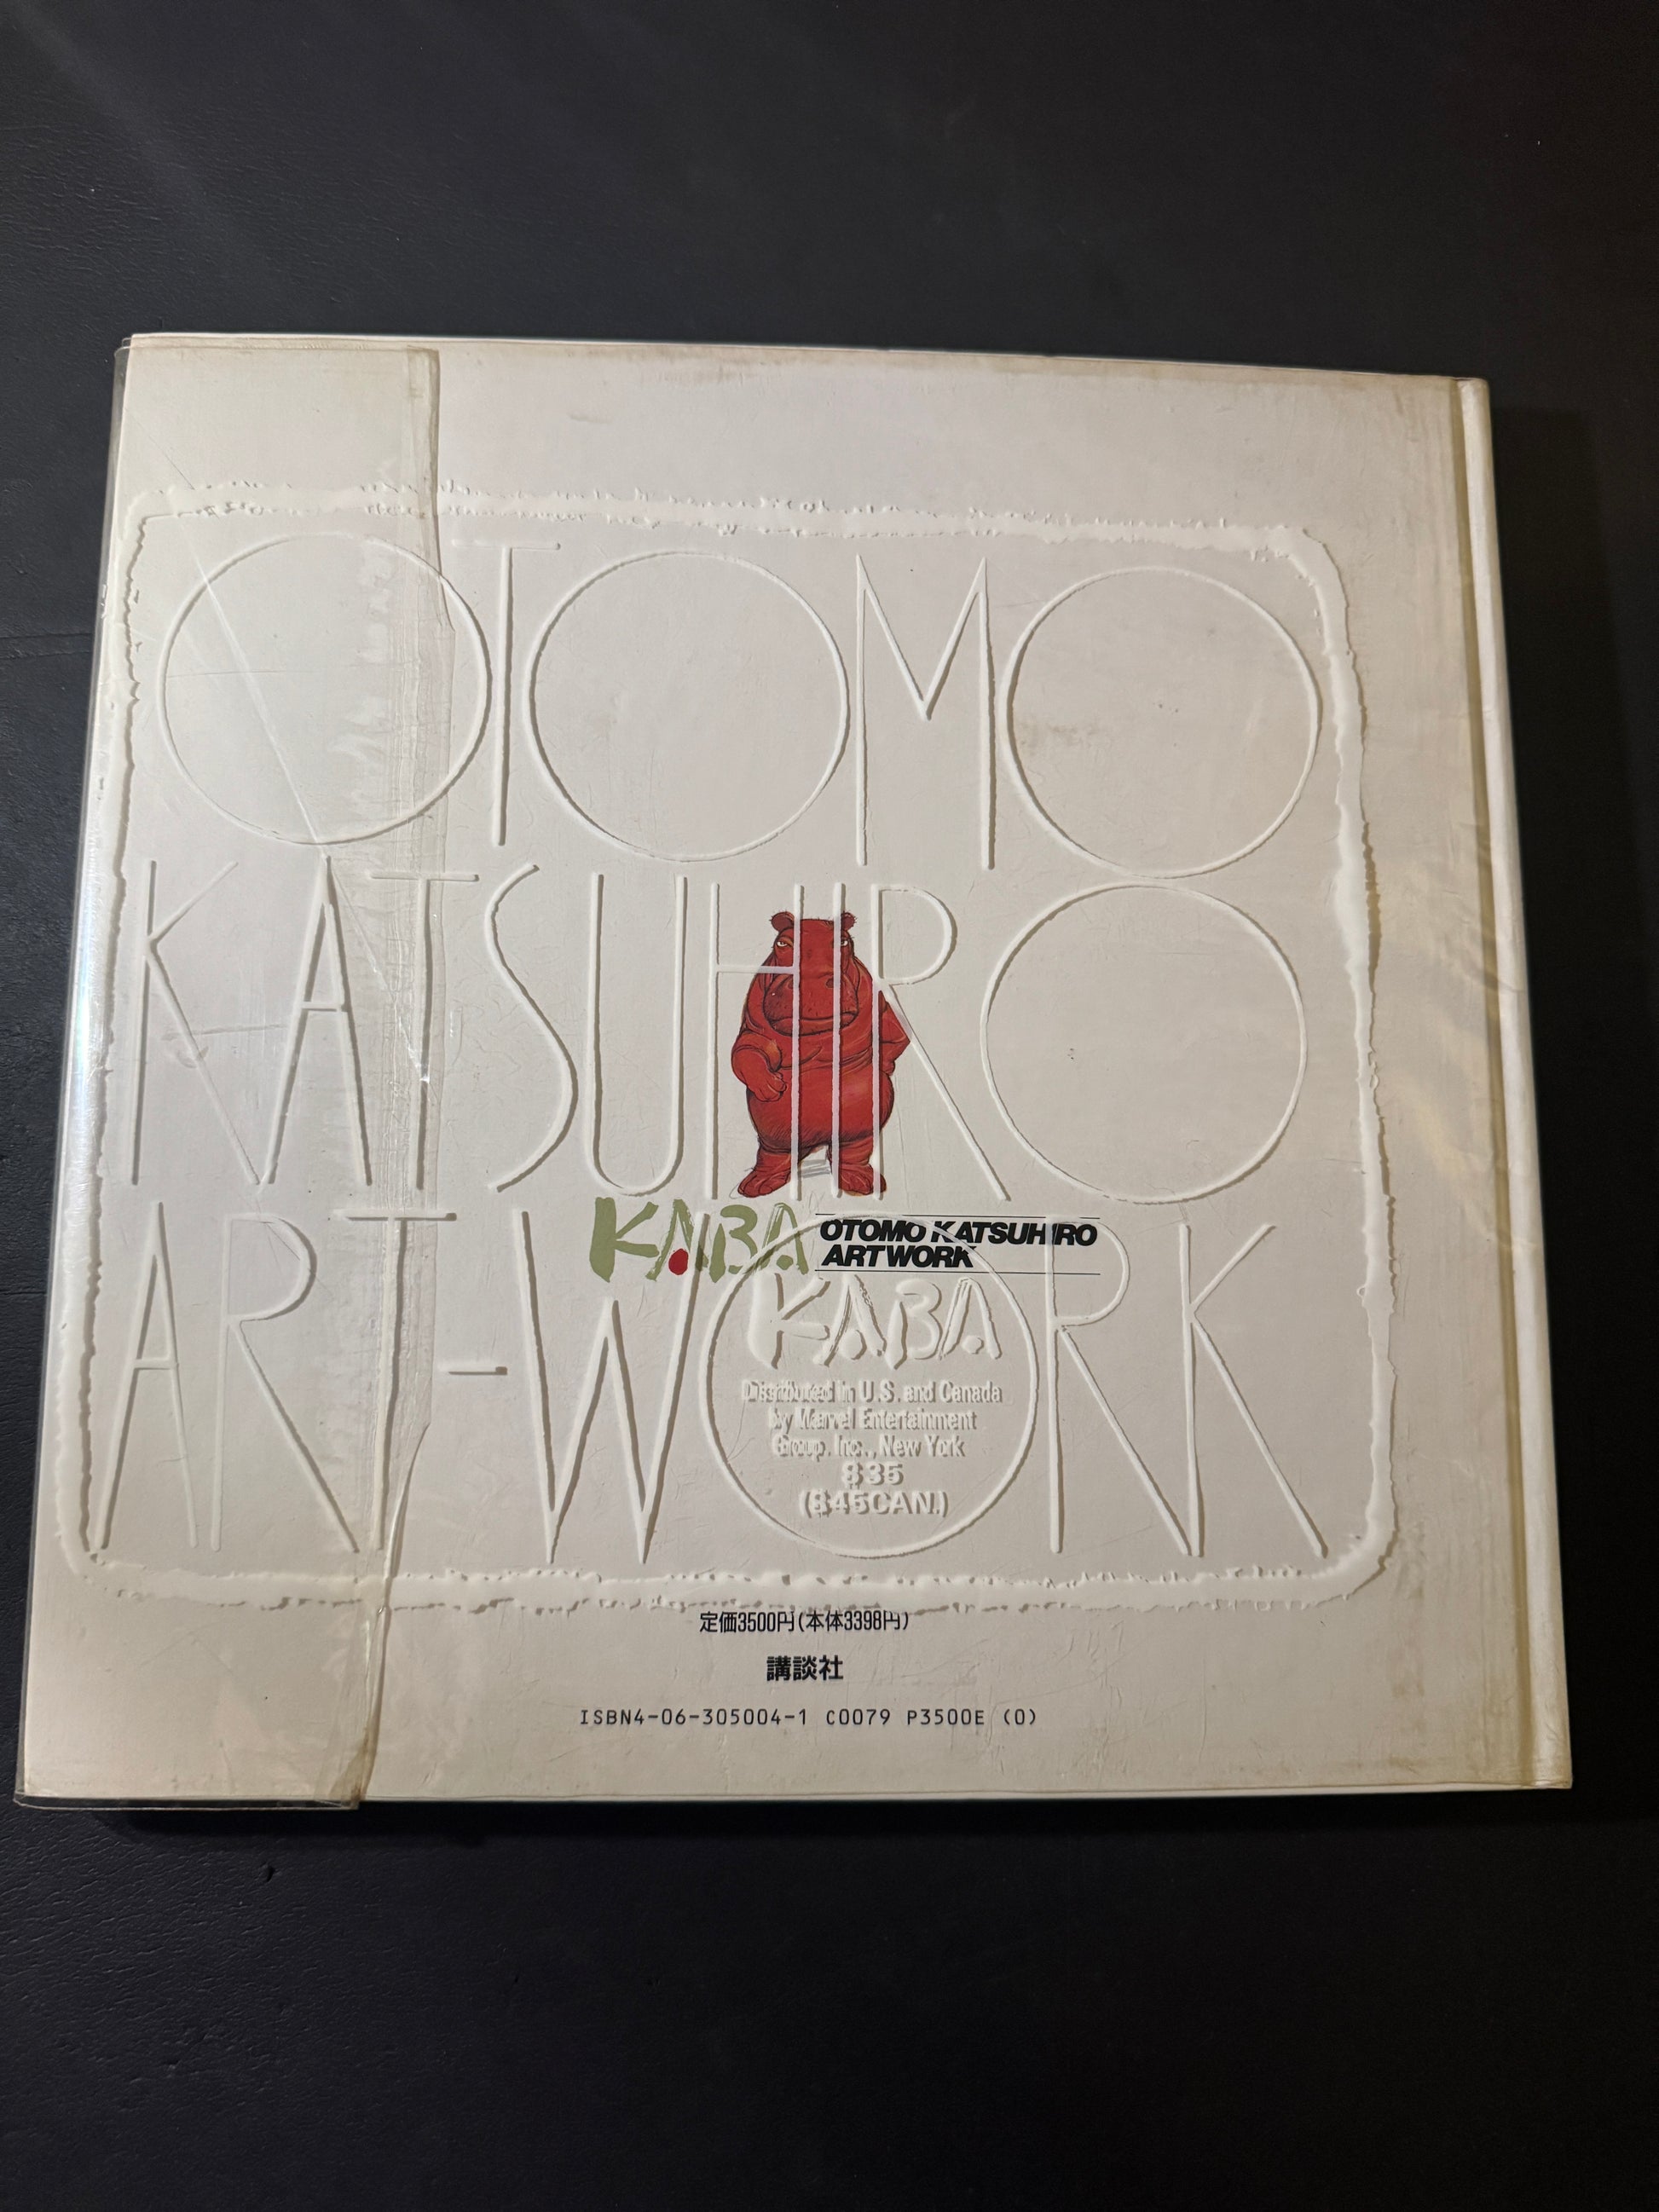 OTOMO
KATSUHIRO
ART-WORK
KABA
OTOMO KATSUHIRO
ARTWORK
KABA
Distributed in U.S. and Canada
by Marvel Entertainment
Group, Inc., New York
$35
($45CAN.)
定価3500円(本体3398円)
講談社
ISBN4-06-305004-1 C0079 P3500E (0)